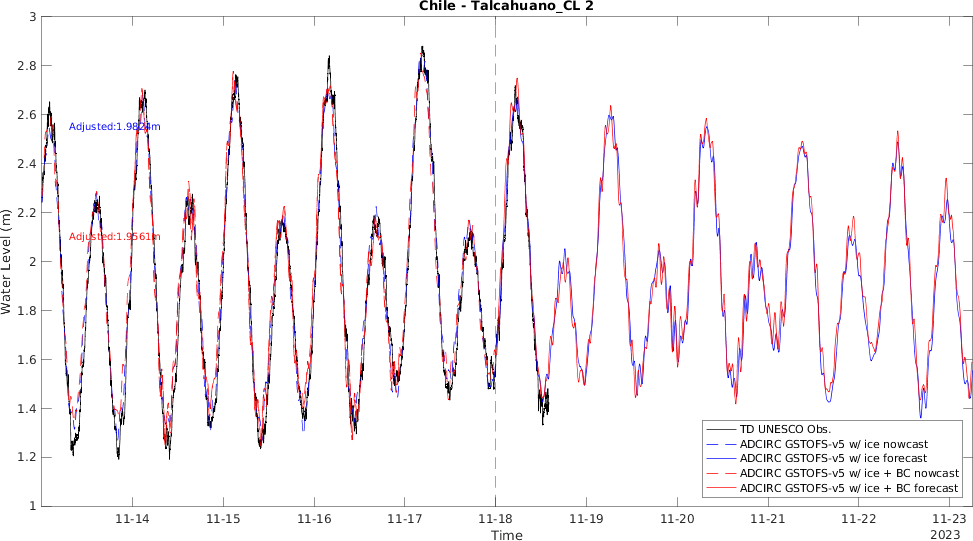 Chile - Talcahuano_CL 2
3
2.8
2.6
2.4
2.2
2
1.8
1.6
1.4
1.2
1
Water Level (m)
Adjusted:1.9824m
Adjusted:1.9561m
TD UNESCO Obs.
ADCIRC GSTOFS-v5 w/ ice nowcast
ADCIRC GSTOFS-v5 w/ ice forecast
ADCIRC GSTOFS-v5 w/ ice + BC nowcast
ADCIRC GSTOFS-v5 w/ ice + BC forecast
11-14 11-15 11-16 11-17 11-18 11-19 11-20 11-21 11-22 11-23
2023
Time